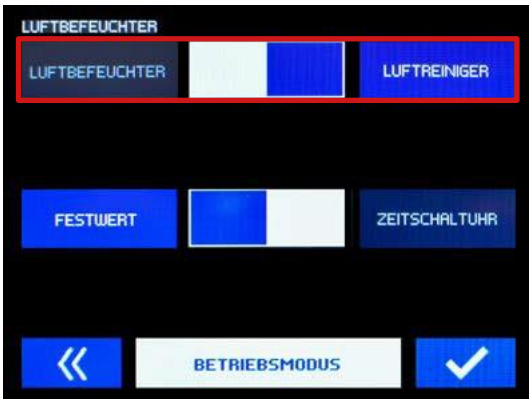 LUFTBEFEUCHTER
LUFTBEFEUCHTER LUFTREINIGER
FESTWERT ZEITSCHALTUHR
BETRIEBSMODUS